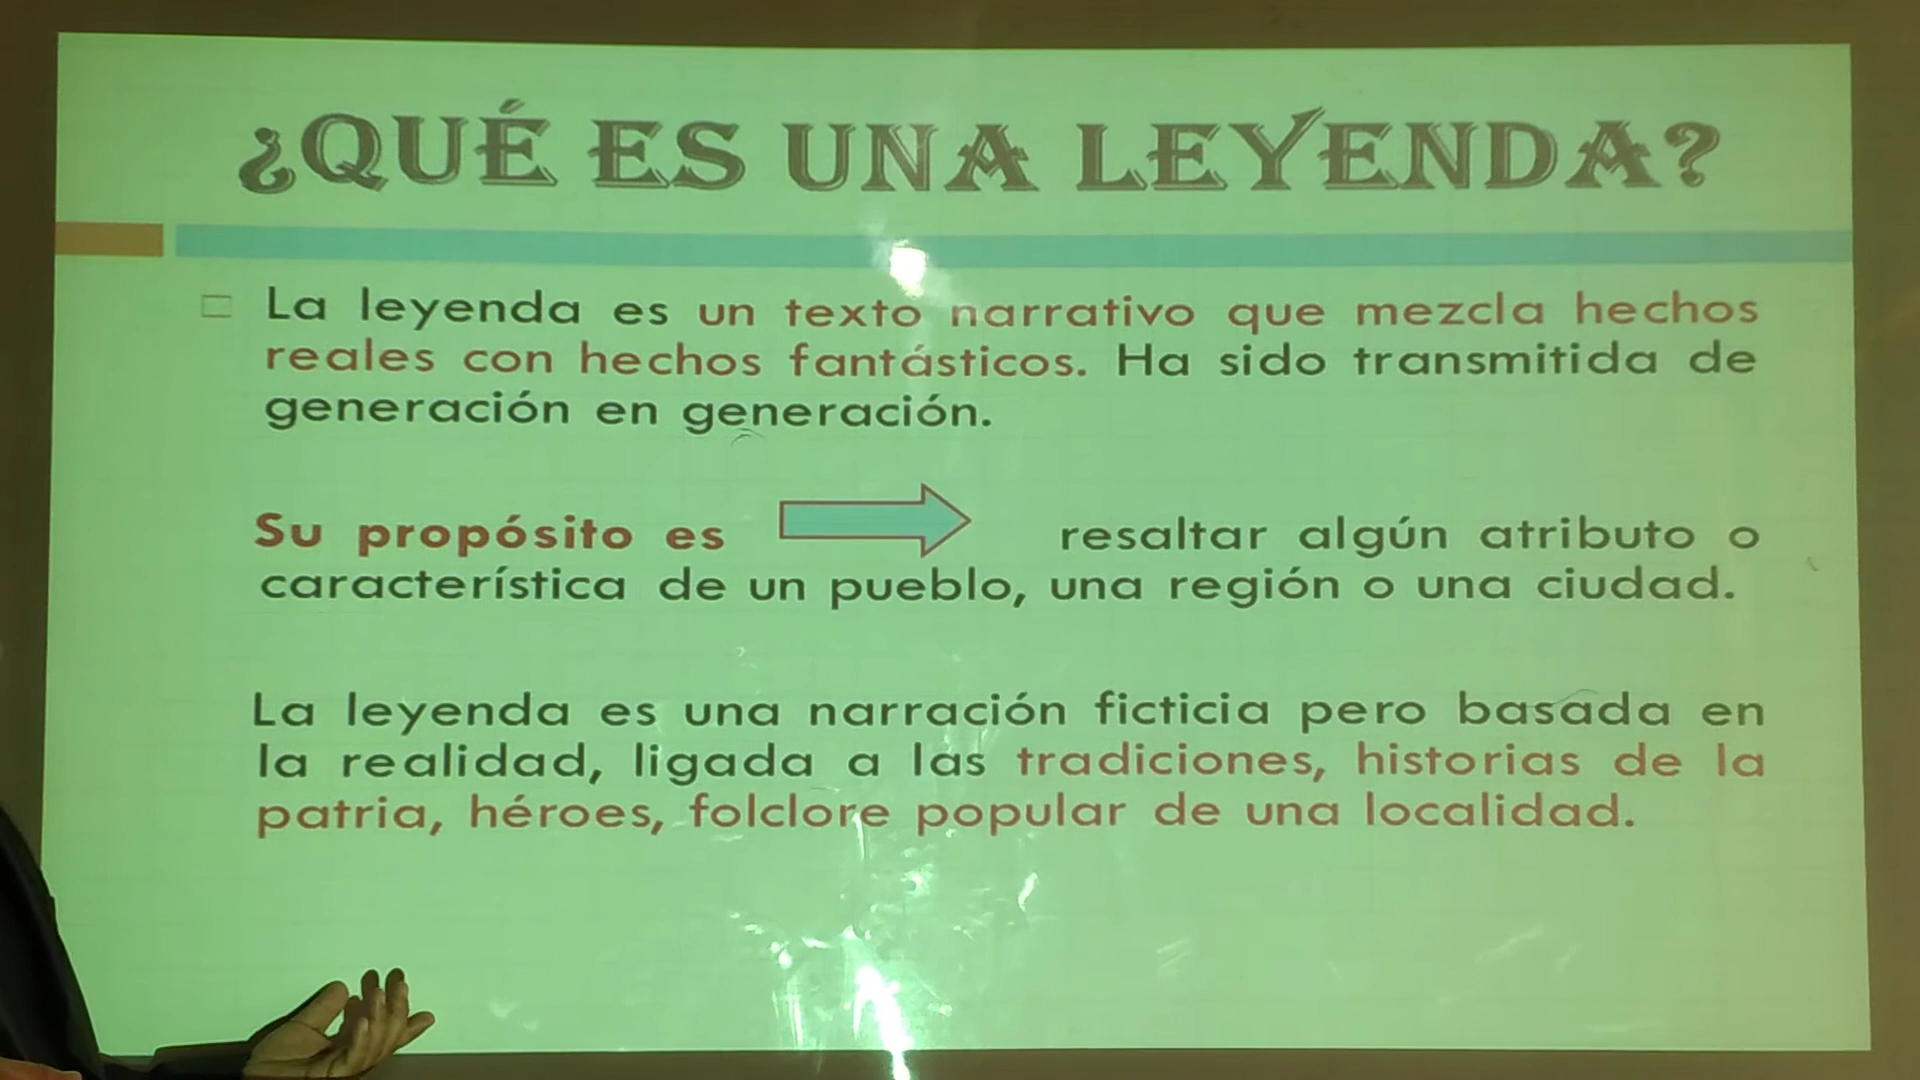 ¿QUÉ ES UNA LEYENDA?
La leyenda es un texto narrativo que mezcla hechos
reales con hechos fantásticos. Ha sido transmitida de
generación en generación.
Su propósito es resaltar algún atributo o
característica de un pueblo, una región o una ciudad.
La leyenda es una narración ficticia pero basada en
la realidad, ligada a las tradiciones, historias de la
patria, héroes, folclore popular de una localidad.